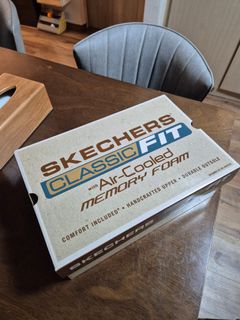 SKECHERS
CLASSIC FIT
with Air-Cooled
MEMORY FOAM
COMFORT INCLUDED* • HANDCRAFTED UPPER • DURABLE OUTSOLE
SKECHERS